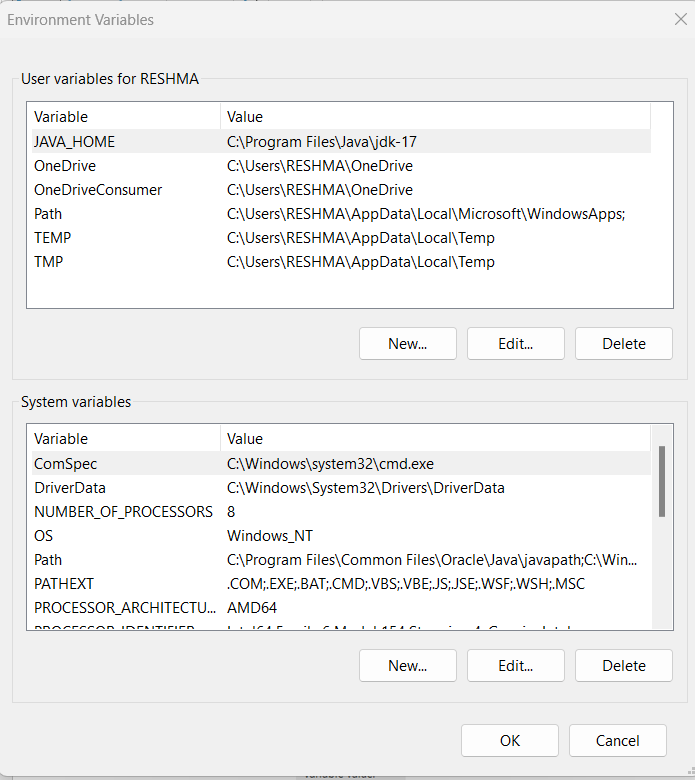 Environment Variables
User variables for RESHMA
Variable Value
JAVA_HOME C:\Program Files\Java\jdk-17
OneDrive C:\Users\RESHMA\OneDrive
OneDriveConsumer C:\Users\RESHMA\OneDrive
Path C:\Users\RESHMA\AppData\Local\Microsoft\WindowsApps;
TEMP C:\Users\RESHMA\AppData\Local\Temp
TMP C:\Users\RESHMA\AppData\Local\Temp
New... Edit... Delete
System variables
Variable Value
ComSpec C:\Windows\system32\cmd.exe
DriverData C:\Windows\System32\Drivers\DriverData
NUMBER_OF_PROCESSORS 8
OS Windows_NT
Path C:\Program Files\Common Files\Oracle\Java\javapath;C:\Win...
PATHEXT .COM;.EXE;.BAT;.CMD;.VBS;.VBE;.JS;.JSE;.WSF;.WSH;.MSC
PROCESSOR_ARCHITECTU... AMD64
New... Edit... Delete
OK Cancel